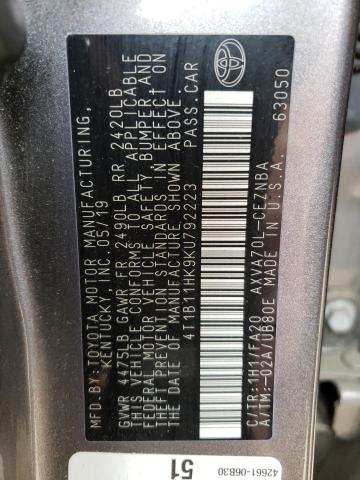 MFD. BY: TOYOTA MOTOR MANUFACTURING,
KENTUCKY, INC. 05/19
GVWR 4475LB GAWR FR 2490LB RR 2420LB
THIS VEHICLE CONFORMS TO ALL APPLICABLE
FEDERAL MOTOR VEHICLE SAFETY, BUMPER, AND
THEFT PREVENTION STANDARDS IN EFFECT ON
THE DATE OF MANUFACTURE SHOWN ABOVE.
4T1B11HK9KU792223 PASS. CAR
C/TR: 1H4/FA20 AXVA70L-CEZNBA
A/TM: -02A/UB80E MADE IN U.S.A. 63050
42661-06B30
51